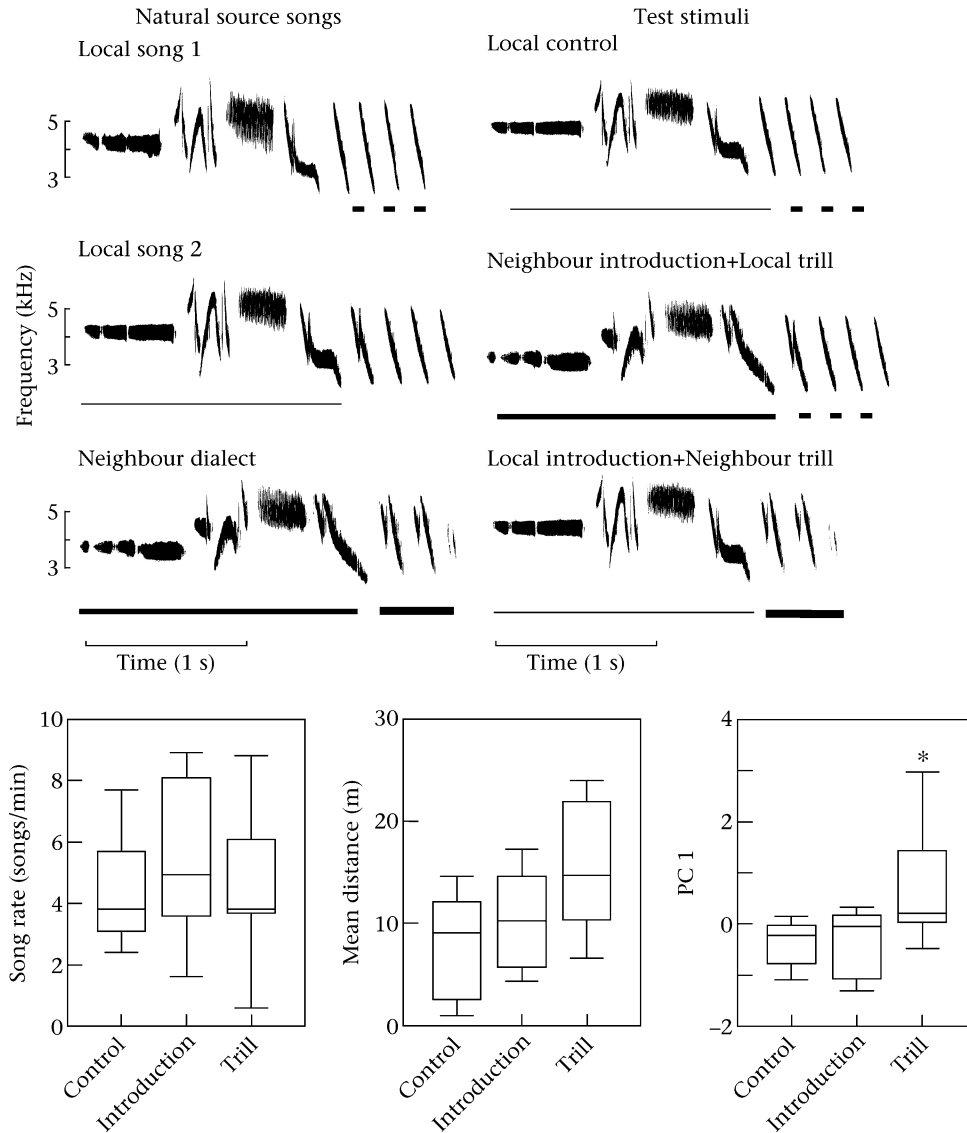 Natural source songs
Test stimuli
Local song 1
Local control
5
3
Local song 2
Neighbour introduction+Local trill
Frequency (kHz)
5
3
Neighbour dialect
Local introduction+Neighbour trill
5
3
Time (1 s)
Time (1 s)
Song rate (songs/min)
10
8
6
4
2
0
Control
Introduction
Trill
Mean distance (m)
30
20
10
0
Control
Introduction
Trill
PC 1
4
2
0
–2
*
Control
Introduction
Trill